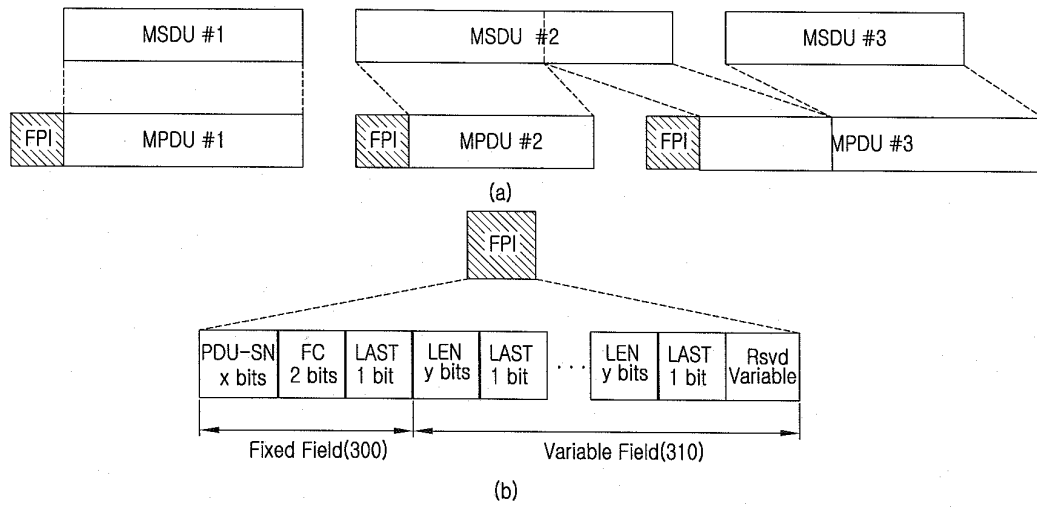 MSDU #1
MSDU #2
MSDU #3
FPI
MPDU #1
FPI
MPDU #2
FPI
MPDU #3
(a)
FPI
PDU-SN
x bits
FC
2 bits
LAST
1 bit
LEN
y bits
LAST
1 bit
...
LEN
y bits
LAST
1 bit
Rsvd
Variable
Fixed Field(300)
Variable Field(310)
(b)